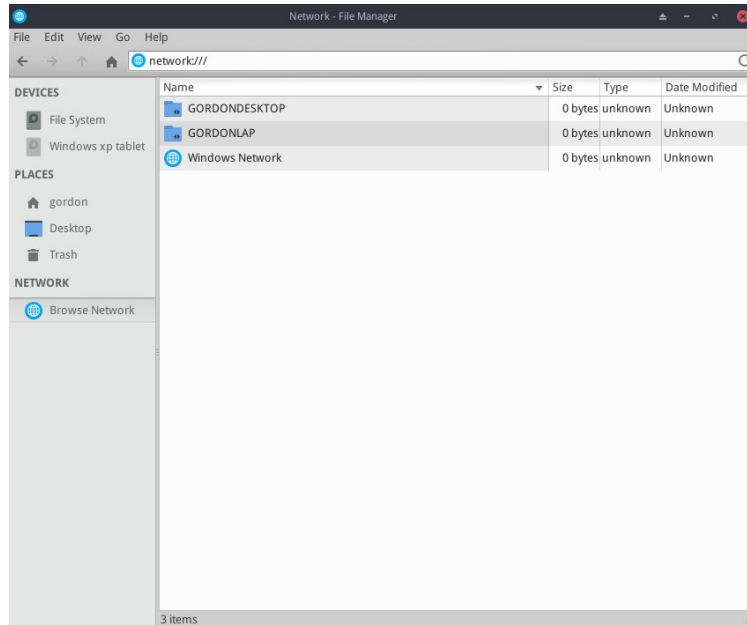 Network - File Manager
File Edit View Go Help
network:///
DEVICES
File System
Windows xp tablet
PLACES
gordon
Desktop
Trash
NETWORK
Browse Network
Name Size Type Date Modified
GORDONDESKTOP 0 bytes unknown Unknown
GORDONLAP 0 bytes unknown Unknown
Windows Network 0 bytes unknown Unknown
3 items